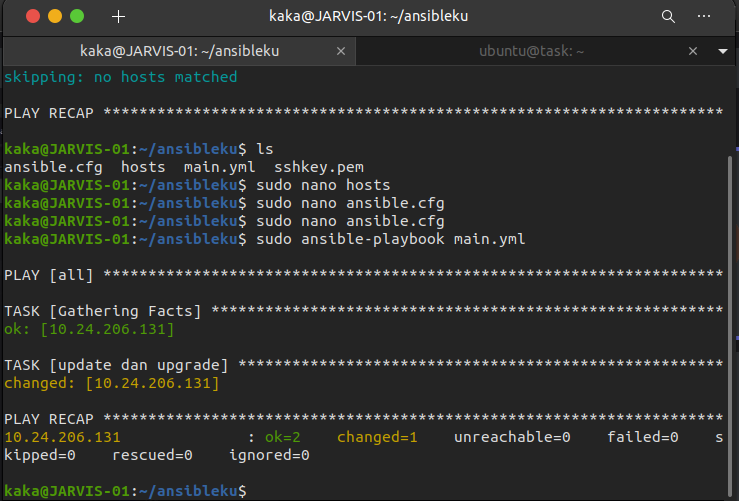 kaka@JARVIS-01: ~/ansibleku
kaka@JARVIS-01: ~/ansibleku
ubuntu@task: ~
skipping: no hosts matched
PLAY RECAP *********************************************************************
kaka@JARVIS-01:~/ansibleku$ ls
ansible.cfg  hosts  main.yml  sshkey.pem
kaka@JARVIS-01:~/ansibleku$ sudo nano hosts
kaka@JARVIS-01:~/ansibleku$ sudo nano ansible.cfg
kaka@JARVIS-01:~/ansibleku$ sudo nano ansible.cfg
kaka@JARVIS-01:~/ansibleku$ sudo ansible-playbook main.yml
PLAY [all] *********************************************************************
TASK [Gathering Facts] *********************************************************
ok: [10.24.206.131]
TASK [update dan upgrade] ******************************************************
changed: [10.24.206.131]
PLAY RECAP *********************************************************************
10.24.206.131              : ok=2    changed=1    unreachable=0    failed=0    s
kipped=0    rescued=0    ignored=0
kaka@JARVIS-01:~/ansibleku$